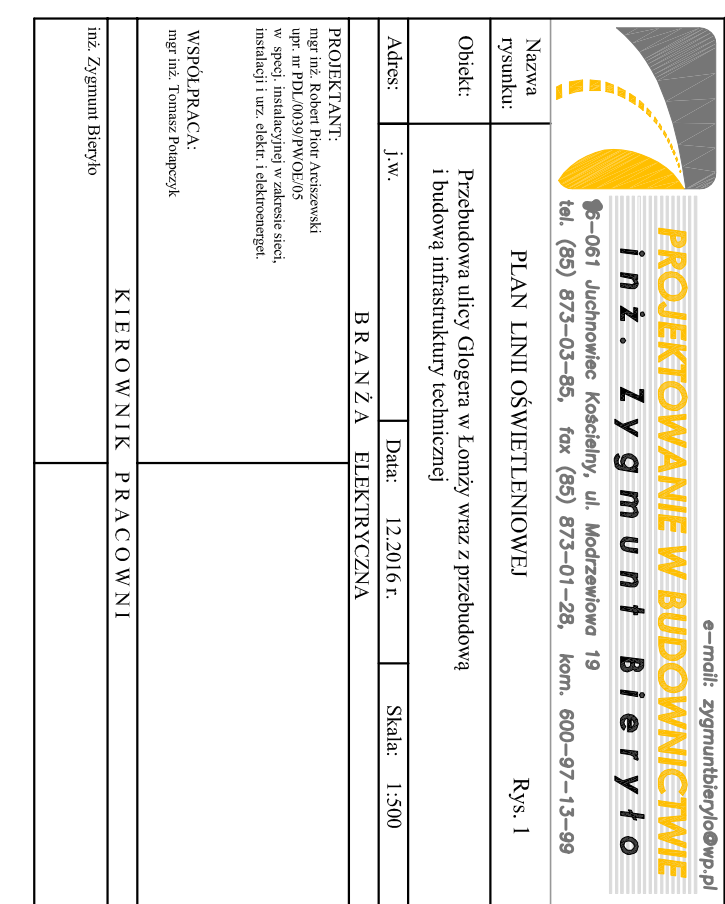 e-mail: zygmuntbierylo@wp.pl
PROJEKTOWANIE W BUDOWNICTWIE
inż. Zygmunt Bieryło
6-061 Juchnowiec Kościelny, ul. Modrzewiowa 19
tel. (85) 873-03-85, fax (85) 873-01-28, kom. 600-97-13-99
Nazwa
rysunku:
PLAN LINII OŚWIETLENIOWEJ
Rys. 1
Obiekt:
Przebudowa ulicy Glogera w Łomży wraz z przebudową
i budową infrastruktury technicznej
Adres:
j.w.
Data: 12.2016 r.
Skala: 1:500
BRANŻA ELEKTRYCZNA
PROJEKTANT:
mgr inż. Robert Piotr Arciszewski
upr. nr PDL/0039/PWOE/05
w specj. instalacyjnej w zakresie sieci,
instalacji i urz. elektr. i elektroenerget.
WSPÓŁPRACA:
mgr inż. Tomasz Potapczyk
KIEROWNIK PRACOWNI
inż. Zygmunt Bieryło